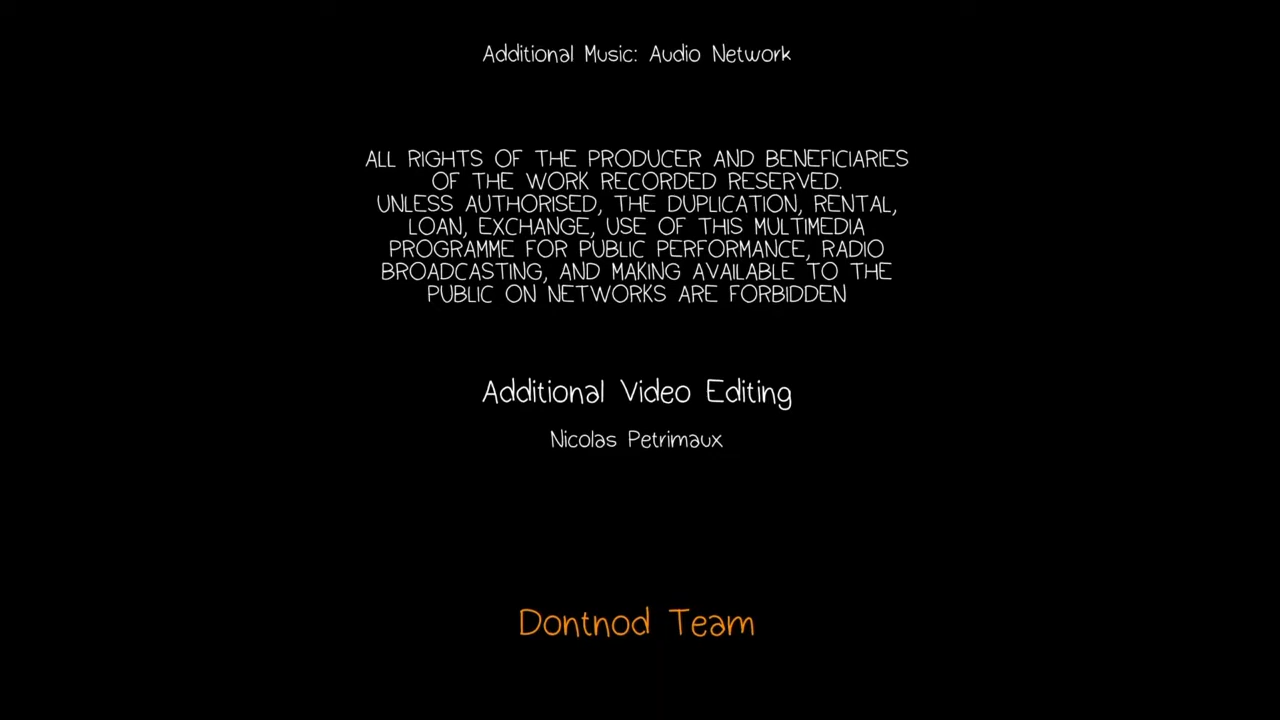 Additional Music: Audio Network
ALL RIGHTS OF THE PRODUCER AND BENEFICIARIES
OF THE WORK RECORDED RESERVED.
UNLESS AUTHORISED, THE DUPLICATION, RENTAL,
LOAN, EXCHANGE, USE OF THIS MULTIMEDIA
PROGRAMME FOR PUBLIC PERFORMANCE, RADIO
BROADCASTING, AND MAKING AVAILABLE TO THE
PUBLIC ON NETWORKS ARE FORBIDDEN
Additional Video Editing
Nicolas Petrimaux
Dontnod Team